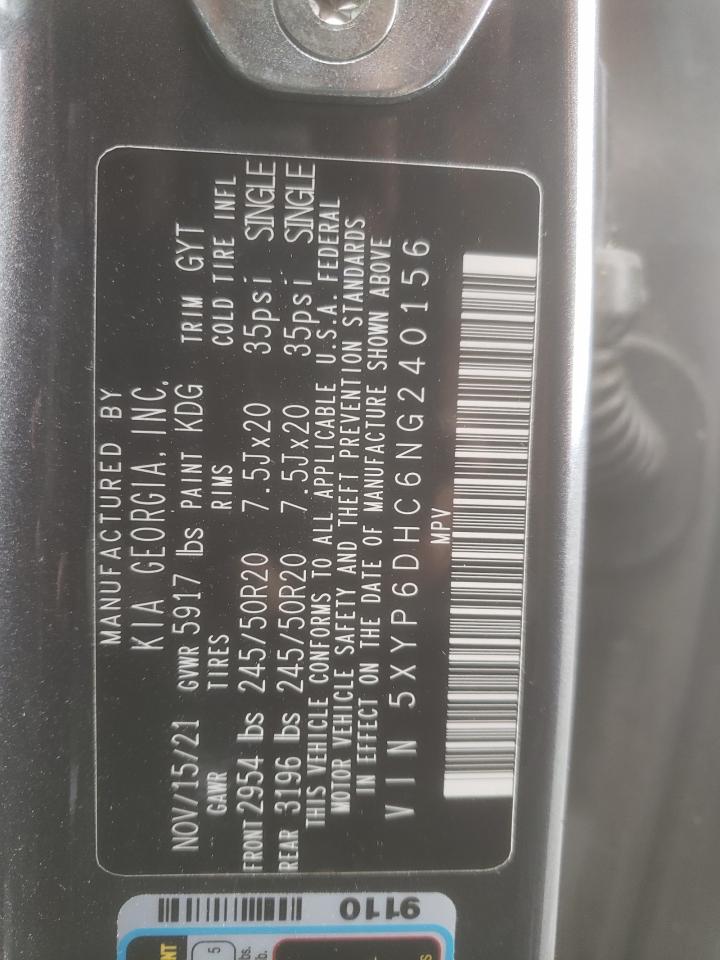 MANUFACTURED BY
KIA GEORGIA, INC.
NOV/15/21 GVWR 5917 lbs PAINT KDG TRIM GYT
GAWR TIRES RIMS COLD TIRE INFL
FRONT 2954 lbs 245/50R20 7.5Jx20 35psi SINGLE
REAR 3196 lbs 245/50R20 7.5Jx20 35psi SINGLE
THIS VEHICLE CONFORMS TO ALL APPLICABLE U.S.A. FEDERAL
MOTOR VEHICLE SAFETY AND THEFT PREVENTION STANDARDS
IN EFFECT ON THE DATE OF MANUFACTURE SHOWN ABOVE
VIN 5XYP6DHC6NG240156
MPV
9110
5